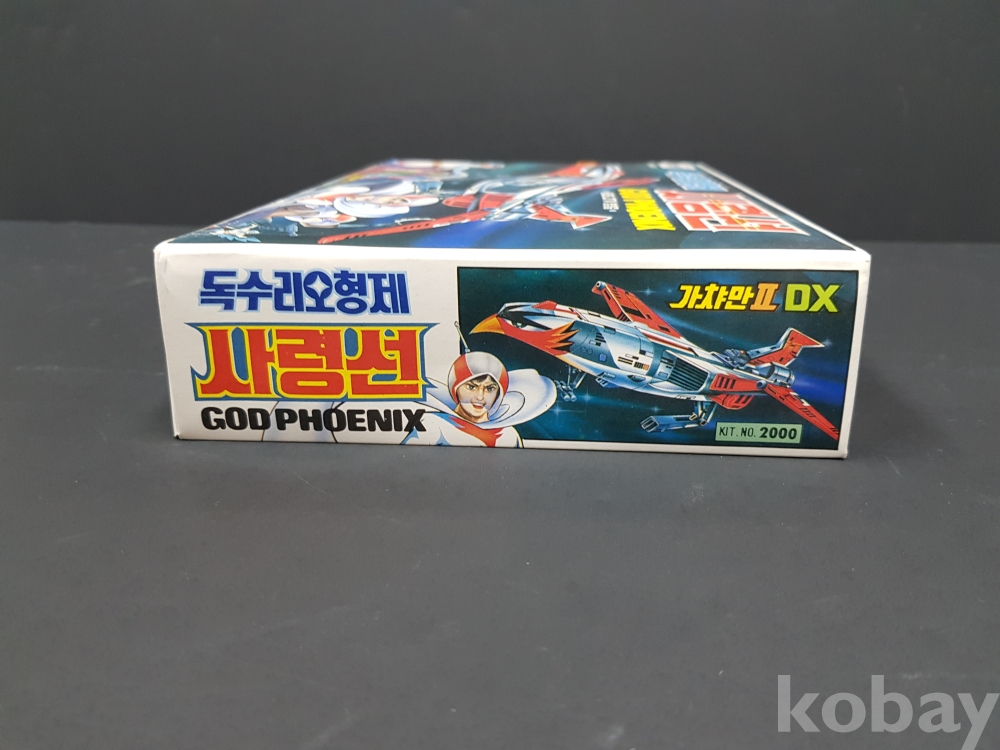 독수리오형제
사령선
GOD PHOENIX
가챠만 II DX
KIT. NO. 2000
kobay